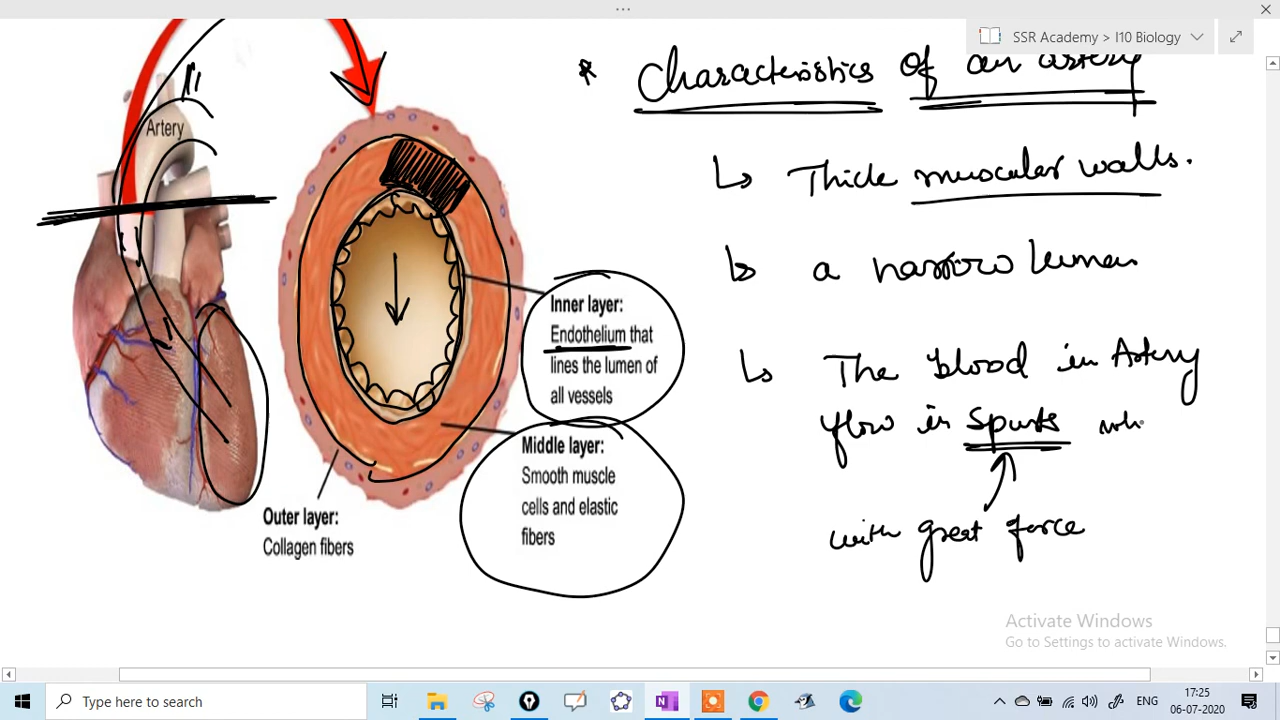 SSR Academy > I10 Biology
* Characteristics of an artery
Artery
↳ Thick muscular walls.
↳ a narrow lumen
Inner layer:
Endothelium that
lines the lumen of
all vessels
↳ The blood in Artery
flow in spurts wh
with great force
Middle layer:
Smooth muscle
cells and elastic
fibers
Outer layer:
Collagen fibers
Activate Windows
Go to Settings to activate Windows.
Type here to search
ENG
17:25
06-07-2020